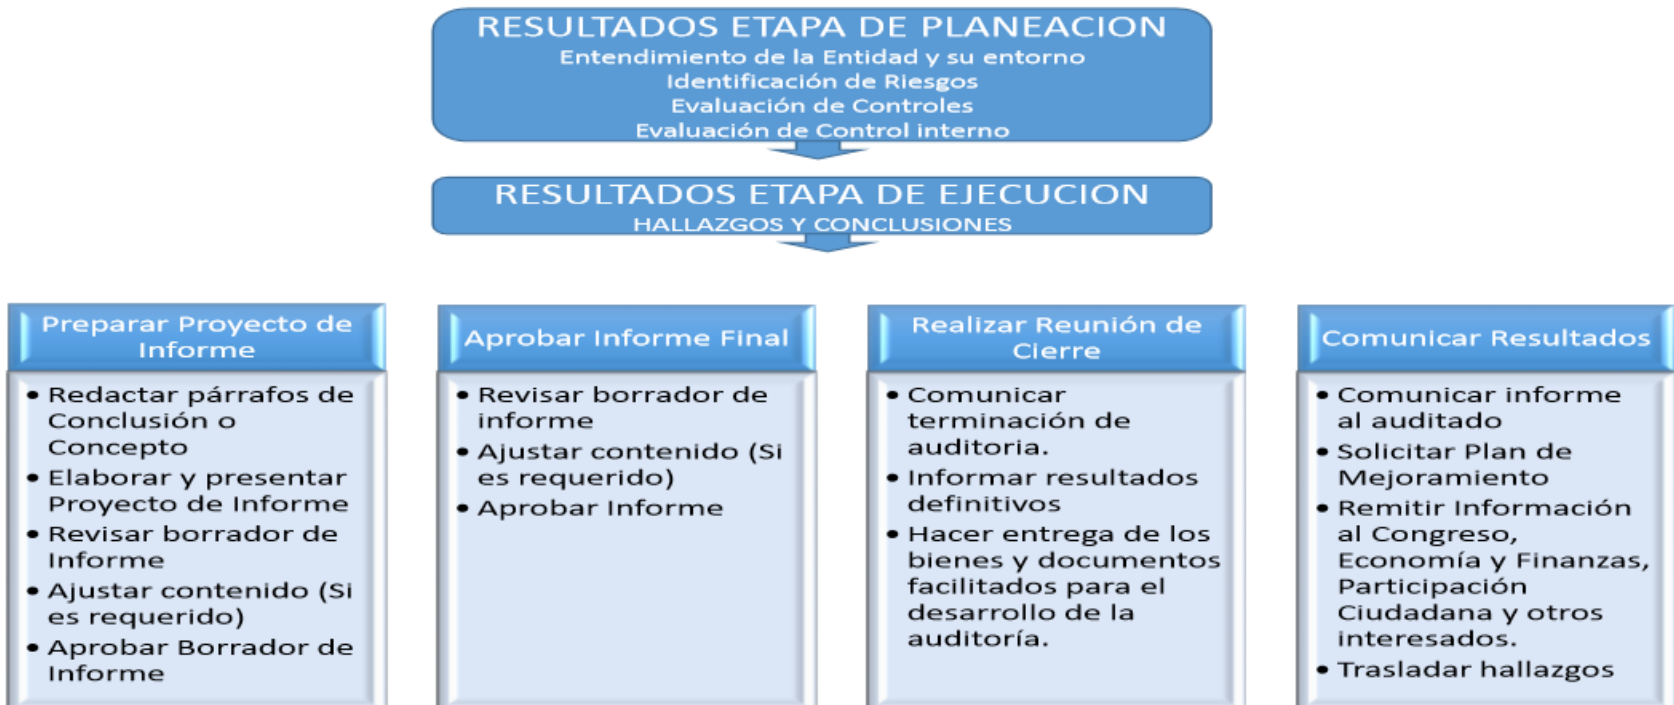 RESULTADOS ETAPA DE PLANEACION
Entendimiento de la Entidad y su entorno
Identificación de Riesgos
Evaluación de Controles
Evaluación de Control interno
RESULTADOS ETAPA DE EJECUCION
HALLAZGOS Y CONCLUSIONES
Preparar Proyecto de
Informe
• Redactar párrafos de
Conclusión o
Concepto
• Elaborar y presentar
Proyecto de Informe
• Revisar borrador de
Informe
• Ajustar contenido (Si
es requerido)
• Aprobar Borrador de
Informe
Aprobar Informe Final
• Revisar borrador de
informe
• Ajustar contenido (Si
es requerido)
• Aprobar Informe
Realizar Reunión de
Cierre
• Comunicar
terminación de
auditoria.
• Informar resultados
definitivos
• Hacer entrega de los
bienes y documentos
facilitados para el
desarrollo de la
auditoría.
Comunicar Resultados
• Comunicar informe
al auditado
• Solicitar Plan de
Mejoramiento
• Remitir Información
al Congreso,
Economía y Finanzas,
Participación
Ciudadana y otros
interesados.
• Trasladar hallazgos